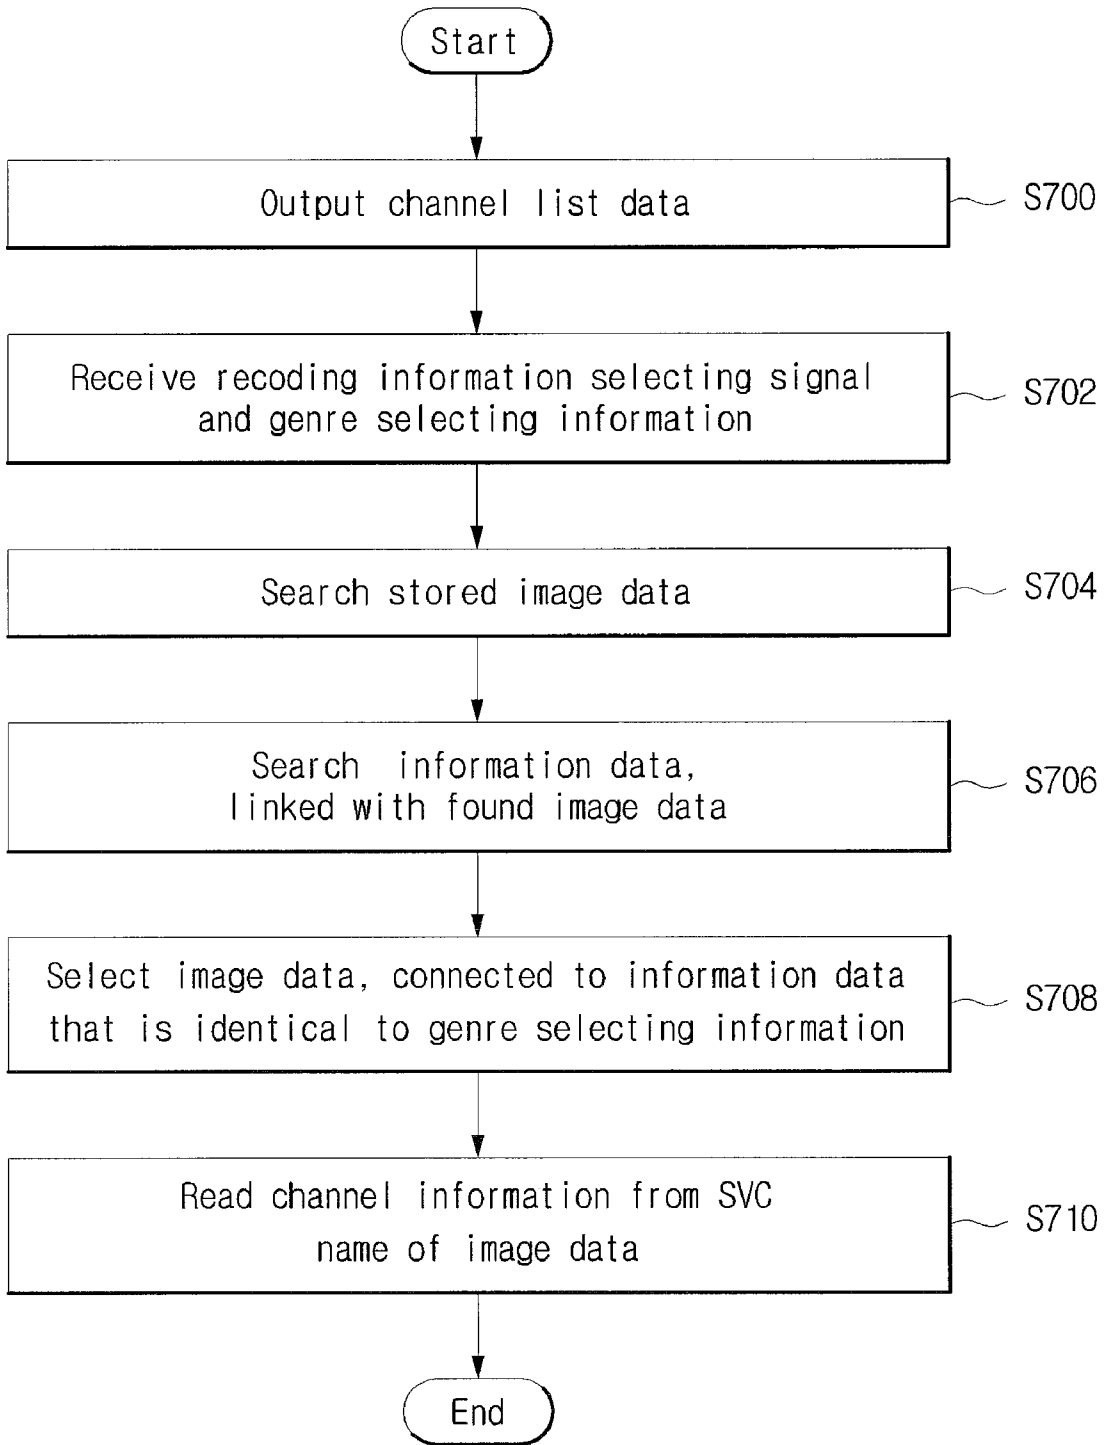 Start
Output channel list data
S700
Receive recoding information selecting signal
and genre selecting information
S702
Search stored image data
S704
Search information data,
linked with found image data
S706
Select image data, connected to information data
that is identical to genre selecting information
S708
Read channel information from SVC
name of image data
S710
End